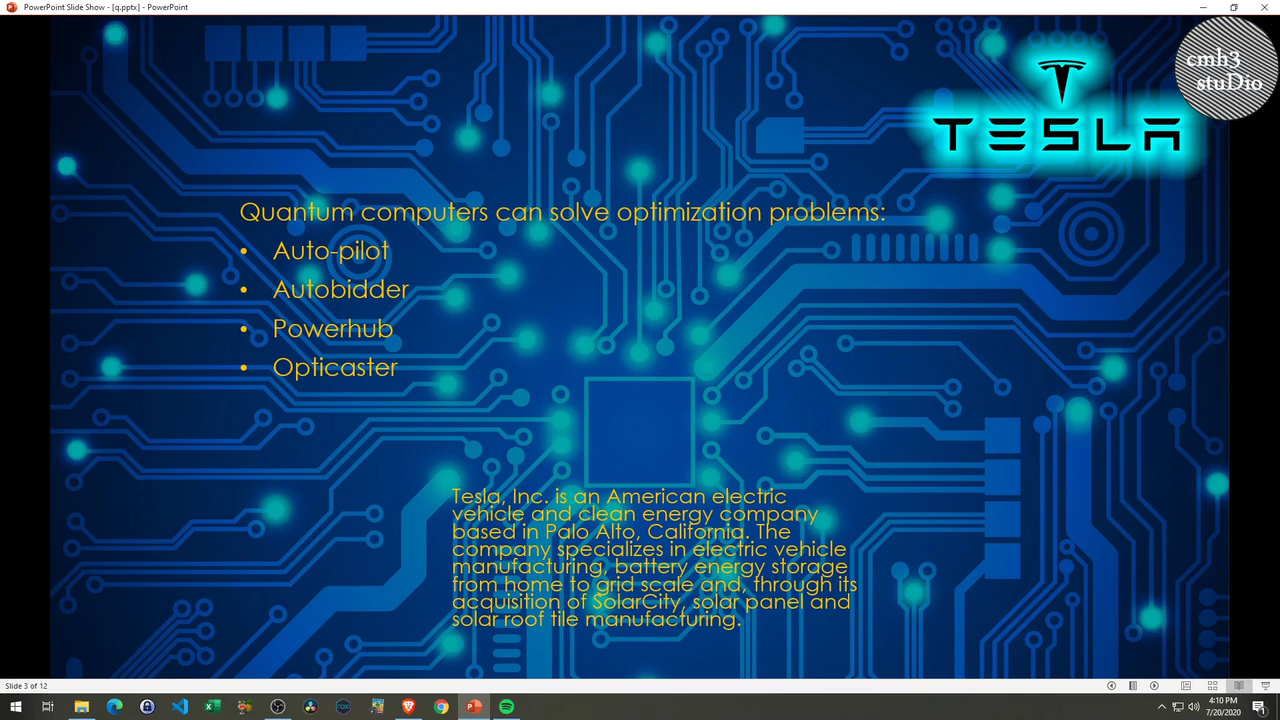 PowerPoint Slide Show - [q.pptx] - PowerPoint
cmh3
stuDio
TESLA
Quantum computers can solve optimization problems:
• Auto-pilot
• Autobidder
• Powerhub
• Opticaster
Tesla, Inc. is an American electric
vehicle and clean energy company
based in Palo Alto, California. The
company specializes in electric vehicle
manufacturing, battery energy storage
from home to grid scale and, through its
acquisition of SolarCity, solar panel and
solar roof tile manufacturing.
Slide 3 of 12
4:10 PM
7/20/2020